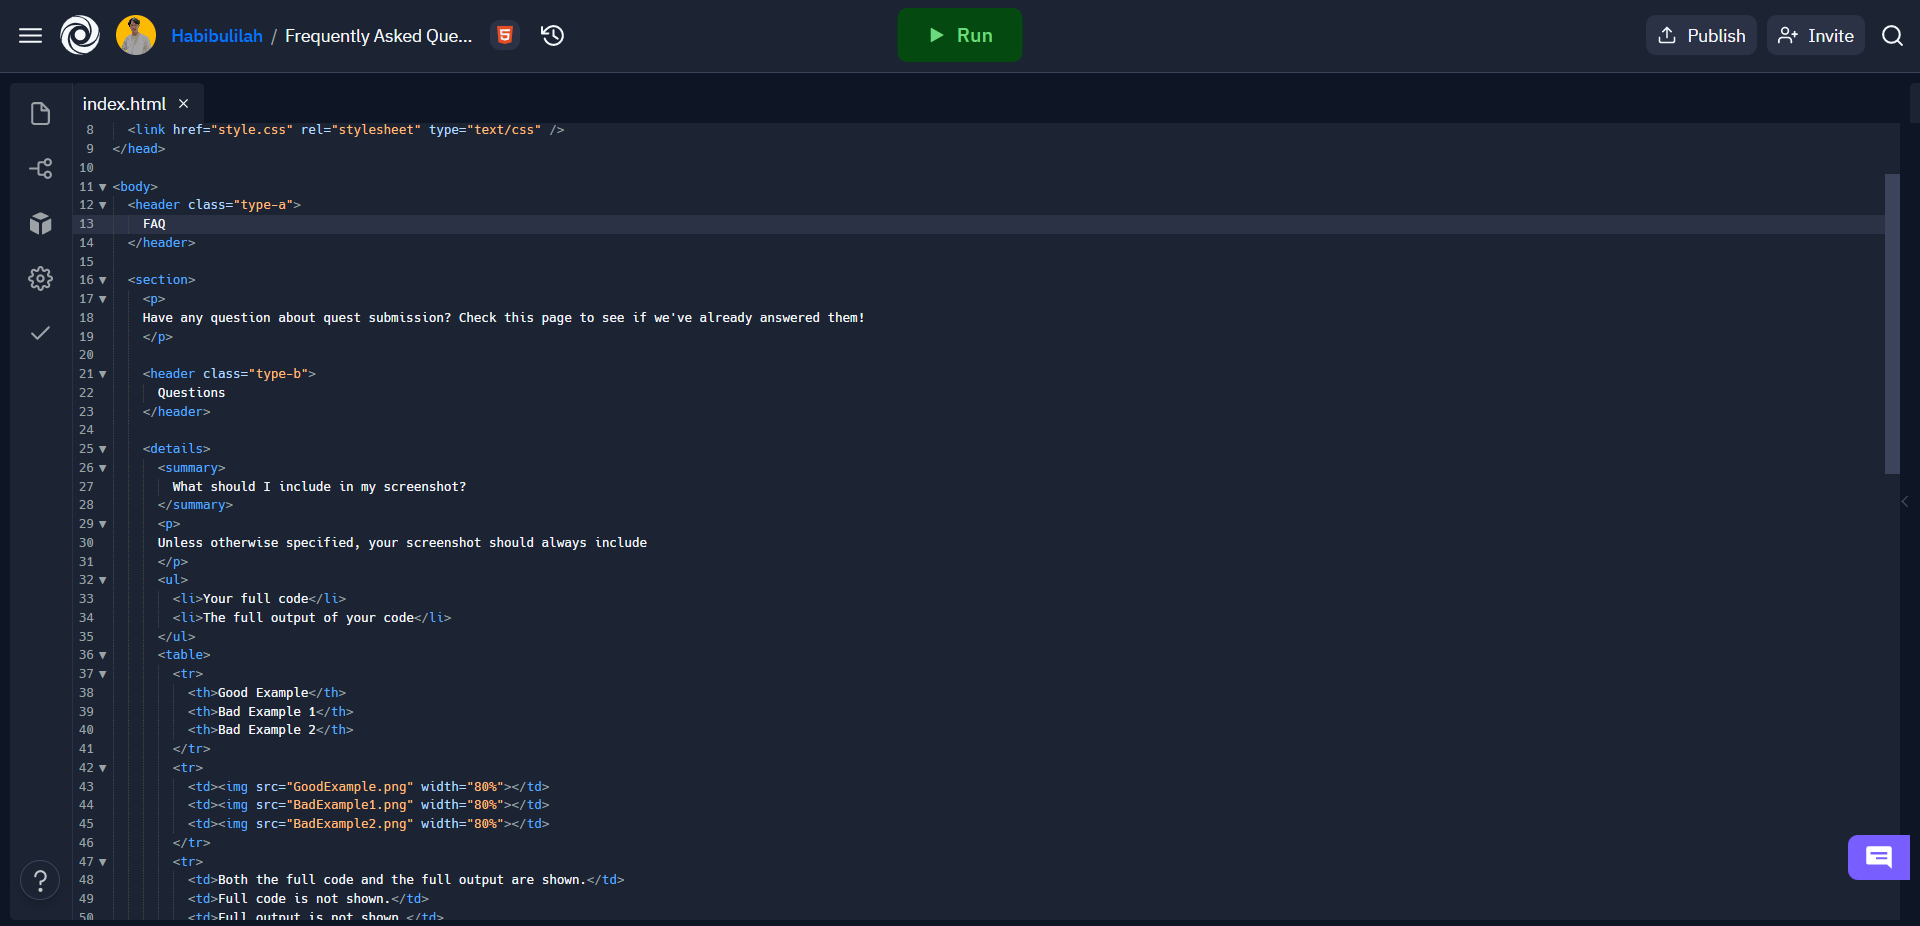 Habibulilah / Frequently Asked Que...
Run
Publish
Invite
index.html ×
8 <link href="style.css" rel="stylesheet" type="text/css" />
9 </head>
10
11 <body>
12 <header class="type-a">
13 FAQ
14 </header>
15
16 <section>
17 <p>
18 Have any question about quest submission? Check this page to see if we've already answered them!
19 </p>
20
21 <header class="type-b">
22 Questions
23 </header>
24
25 <details>
26 <summary>
27 What should I include in my screenshot?
28 </summary>
29 <p>
30 Unless otherwise specified, your screenshot should always include
31 </p>
32 <ul>
33 <li>Your full code</li>
34 <li>The full output of your code</li>
35 </ul>
36 <table>
37 <tr>
38 <th>Good Example</th>
39 <th>Bad Example 1</th>
40 <th>Bad Example 2</th>
41 </tr>
42 <tr>
43 <td><img src="GoodExample.png" width="80%"></td>
44 <td><img src="BadExample1.png" width="80%"></td>
45 <td><img src="BadExample2.png" width="80%"></td>
46 </tr>
47 <tr>
48 <td>Both the full code and the full output are shown.</td>
49 <td>Full code is not shown.</td>
50 <td>Full output is not shown.</td>
?